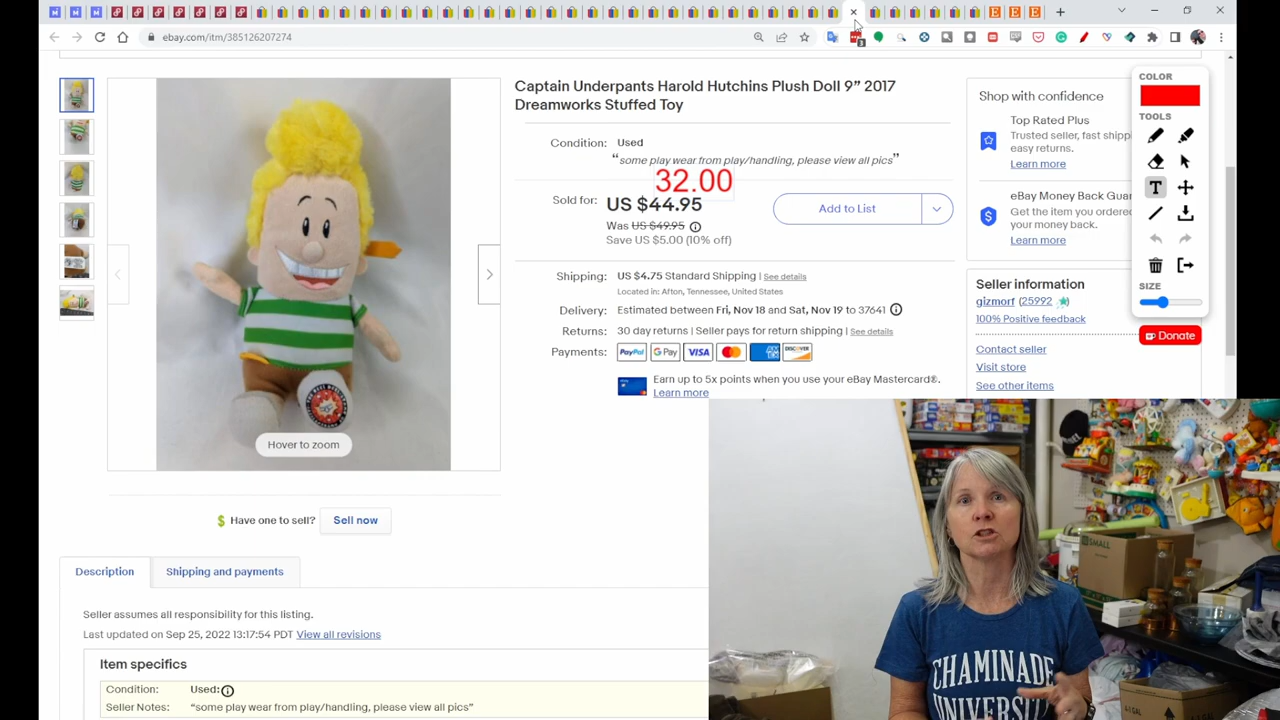 ebay.com/itm/385126207274
3
Captain Underpants Harold Hutchins Plush Doll 9” 2017
Dreamworks Stuffed Toy
Condition: Used
“some play wear from play/handling, please view all pics”
32.00
Sold for: US $44.95
Add to List
Was US $49.95
Save US $5.00 (10% off)
Shipping: US $4.75 Standard Shipping | See details
Located in: Afton, Tennessee, United States
Delivery: Estimated between Fri, Nov 18 and Sat, Nov 19 to 37641
Returns: 30 day returns | Seller pays for return shipping | See details
Payments: PayPal G Pay VISA DISCOVER
Earn up to 5x points when you use your eBay Mastercard®.
Learn more
Shop with confidence
Top Rated Plus
Trusted seller, fast shipp
easy returns.
Learn more
eBay Money Back Guar
Get the item you ordere
your money back.
Learn more
Seller information
gizmorf (25992
100% Positive feedback
Contact seller
Visit store
See other items
COLOR
TOOLS
T
SIZE
Donate
Hover to zoom
$ Have one to sell? Sell now
Description
Shipping and payments
Seller assumes all responsibility for this listing.
Last updated on Sep 25, 2022 13:17:54 PDT View all revisions
Item specifics
Condition: Used:
Seller Notes: “some play wear from play/handling, please view all pics”
SMALL
CHAMINADE
UNIVERSI